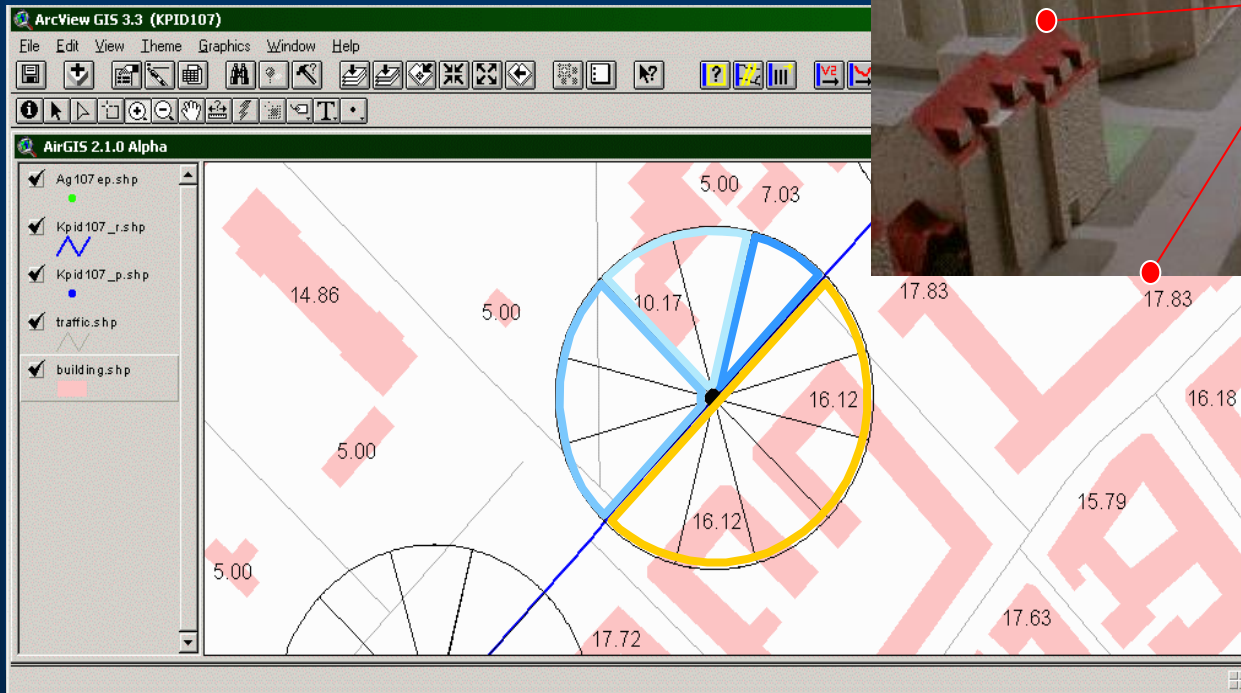 ArcView GIS 3.3 (KPID107)
File Edit View Theme Graphics Window Help
AirGIS 2.1.0 Alpha
Ag107ep.shp
Kpid107_r.shp
Kpid107_p.shp
traffic.shp
building.shp
5.00
7.03
14.86
5.00
10.17
17.83
17.83
16.12
16.18
5.00
16.12
15.79
5.00
17.63
17.72